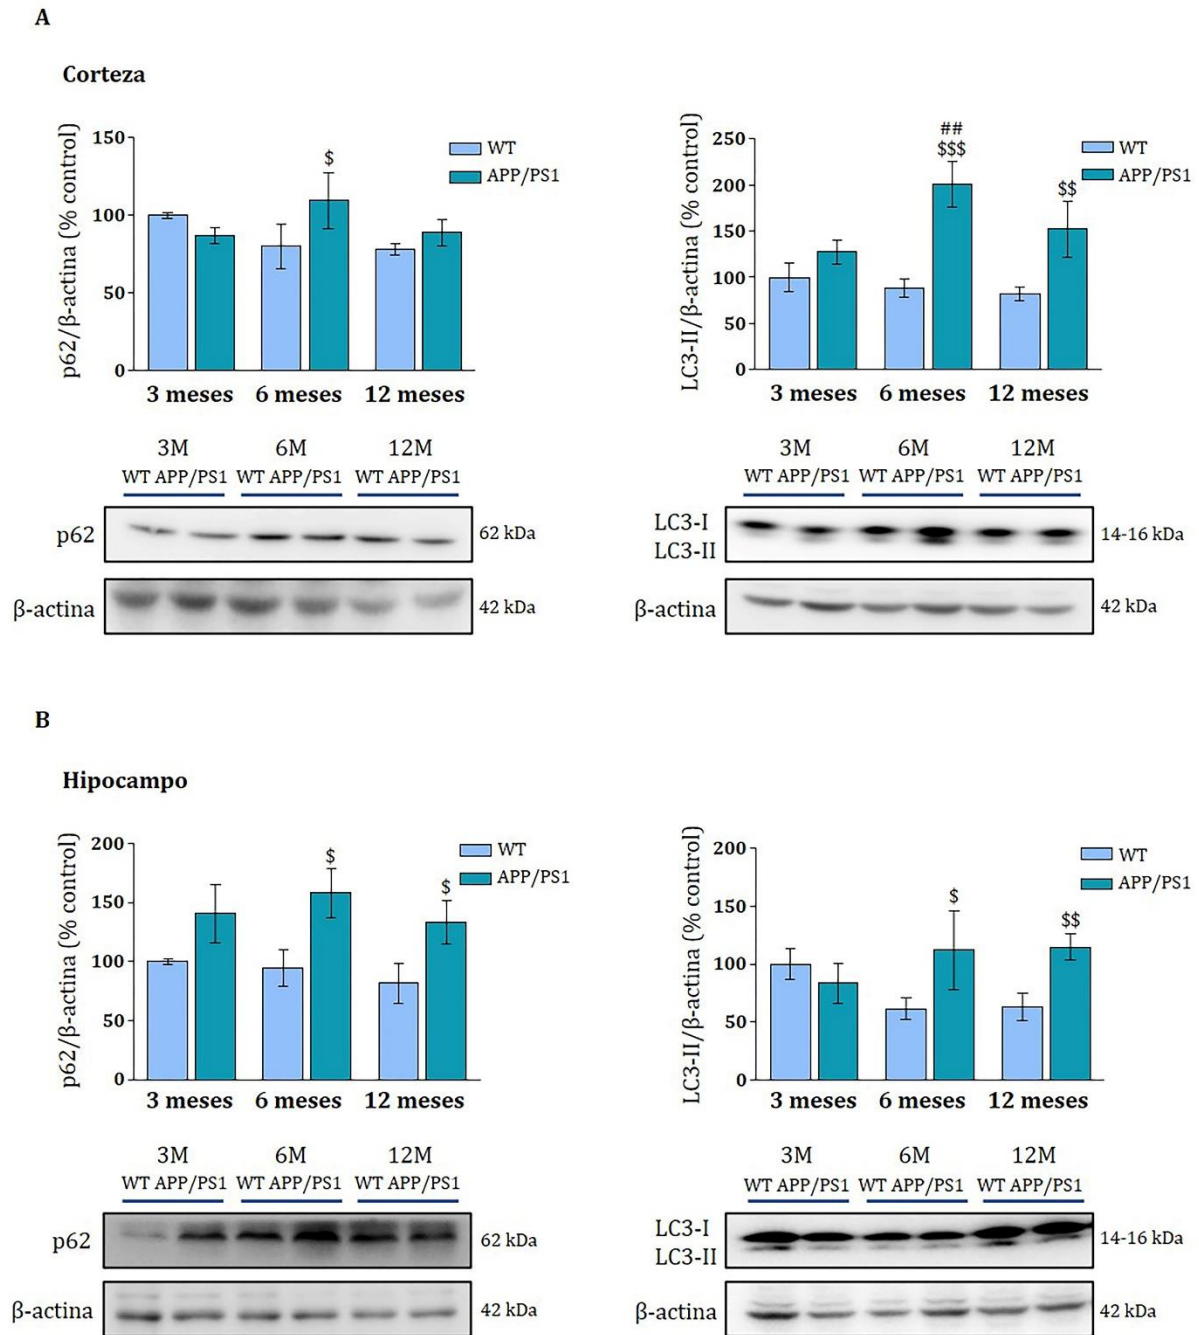 A
Corteza
p62/β-actina (% control)
150
100
50
0
$
WT
APP/PS1
3 meses 6 meses 12 meses
LC3-II/β-actina (% control)
250
200
150
100
50
0
##
$$$
$$
WT
APP/PS1
3 meses 6 meses 12 meses
3M 6M 12M
WT APP/PS1 WT APP/PS1 WT APP/PS1
p62
62 kDa
β-actina
42 kDa
3M 6M 12M
WT APP/PS1 WT APP/PS1 WT APP/PS1
LC3-I
LC3-II
14-16 kDa
β-actina
42 kDa
B
Hipocampo
p62/β-actina (% control)
200
150
100
50
0
$
$
WT
APP/PS1
3 meses 6 meses 12 meses
LC3-II/β-actina (% control)
200
150
100
50
0
$
$$
WT
APP/PS1
3 meses 6 meses 12 meses
3M 6M 12M
WT APP/PS1 WT APP/PS1 WT APP/PS1
p62
62 kDa
β-actina
42 kDa
3M 6M 12M
WT APP/PS1 WT APP/PS1 WT APP/PS1
LC3-I
LC3-II
14-16 kDa
β-actina
42 kDa